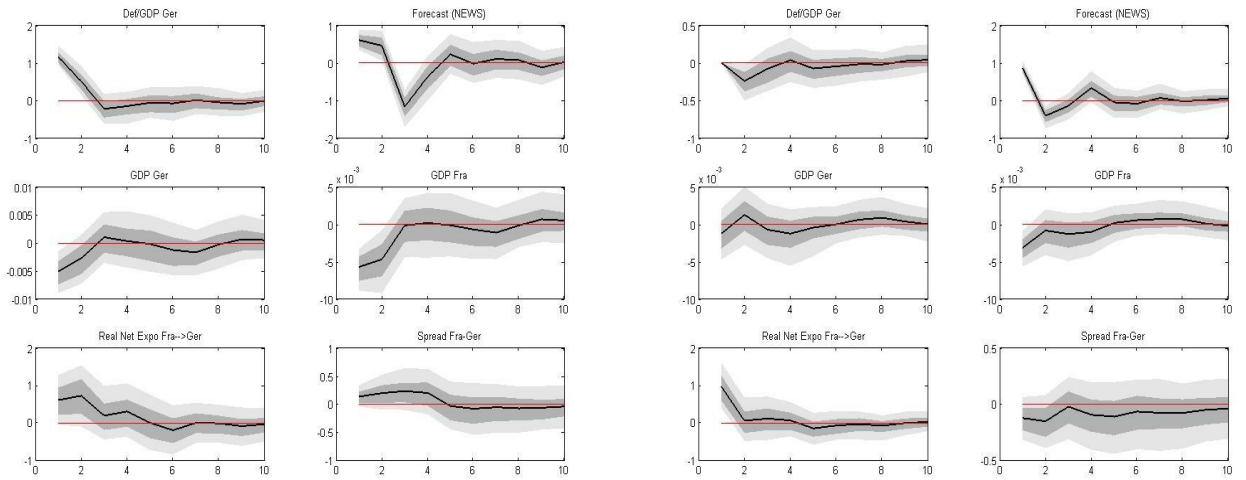 Def/GDP Ger
2
1
0
-1
0 2 4 6 8 10
Forecast (NEWS)
2
1
0
-1
-2
0 2 4 6 8 10
GDP Ger
0.01
0.005
0
-0.005
-0.01
0 2 4 6 8 10
GDP Fra
x 10⁻³
5
0
-5
-10
0 2 4 6 8 10
Real Net Expo Fra-->Ger
2
1
0
-1
0 2 4 6 8 10
Spread Fra-Ger
1
0.5
0
-0.5
-1
0 2 4 6 8 10
Def/GDP Ger
0.5
0
-0.5
-1
0 2 4 6 8 10
Forecast (NEWS)
2
1
0
-1
0 2 4 6 8 10
GDP Ger
x 10⁻³
5
0
-5
-10
0 2 4 6 8 10
GDP Fra
x 10⁻³
5
0
-5
-10
0 2 4 6 8 10
Real Net Expo Fra-->Ger
2
1
0
-1
0 2 4 6 8 10
Spread Fra-Ger
0.5
0
-0.5
0 2 4 6 8 10